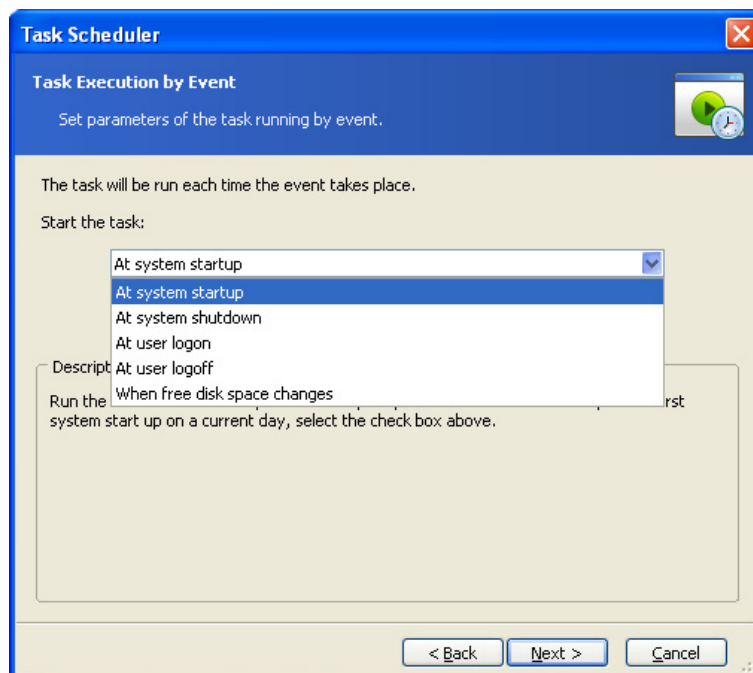 Task Scheduler
Task Execution by Event
Set parameters of the task running by event.
The task will be run each time the event takes place.
Start the task:
At system startup
At system startup
At system shutdown
At user logon
At user logoff
When free disk space changes
Descript
Run the rst
system start up on a current day, select the check box above.
< Back
Next >
Cancel